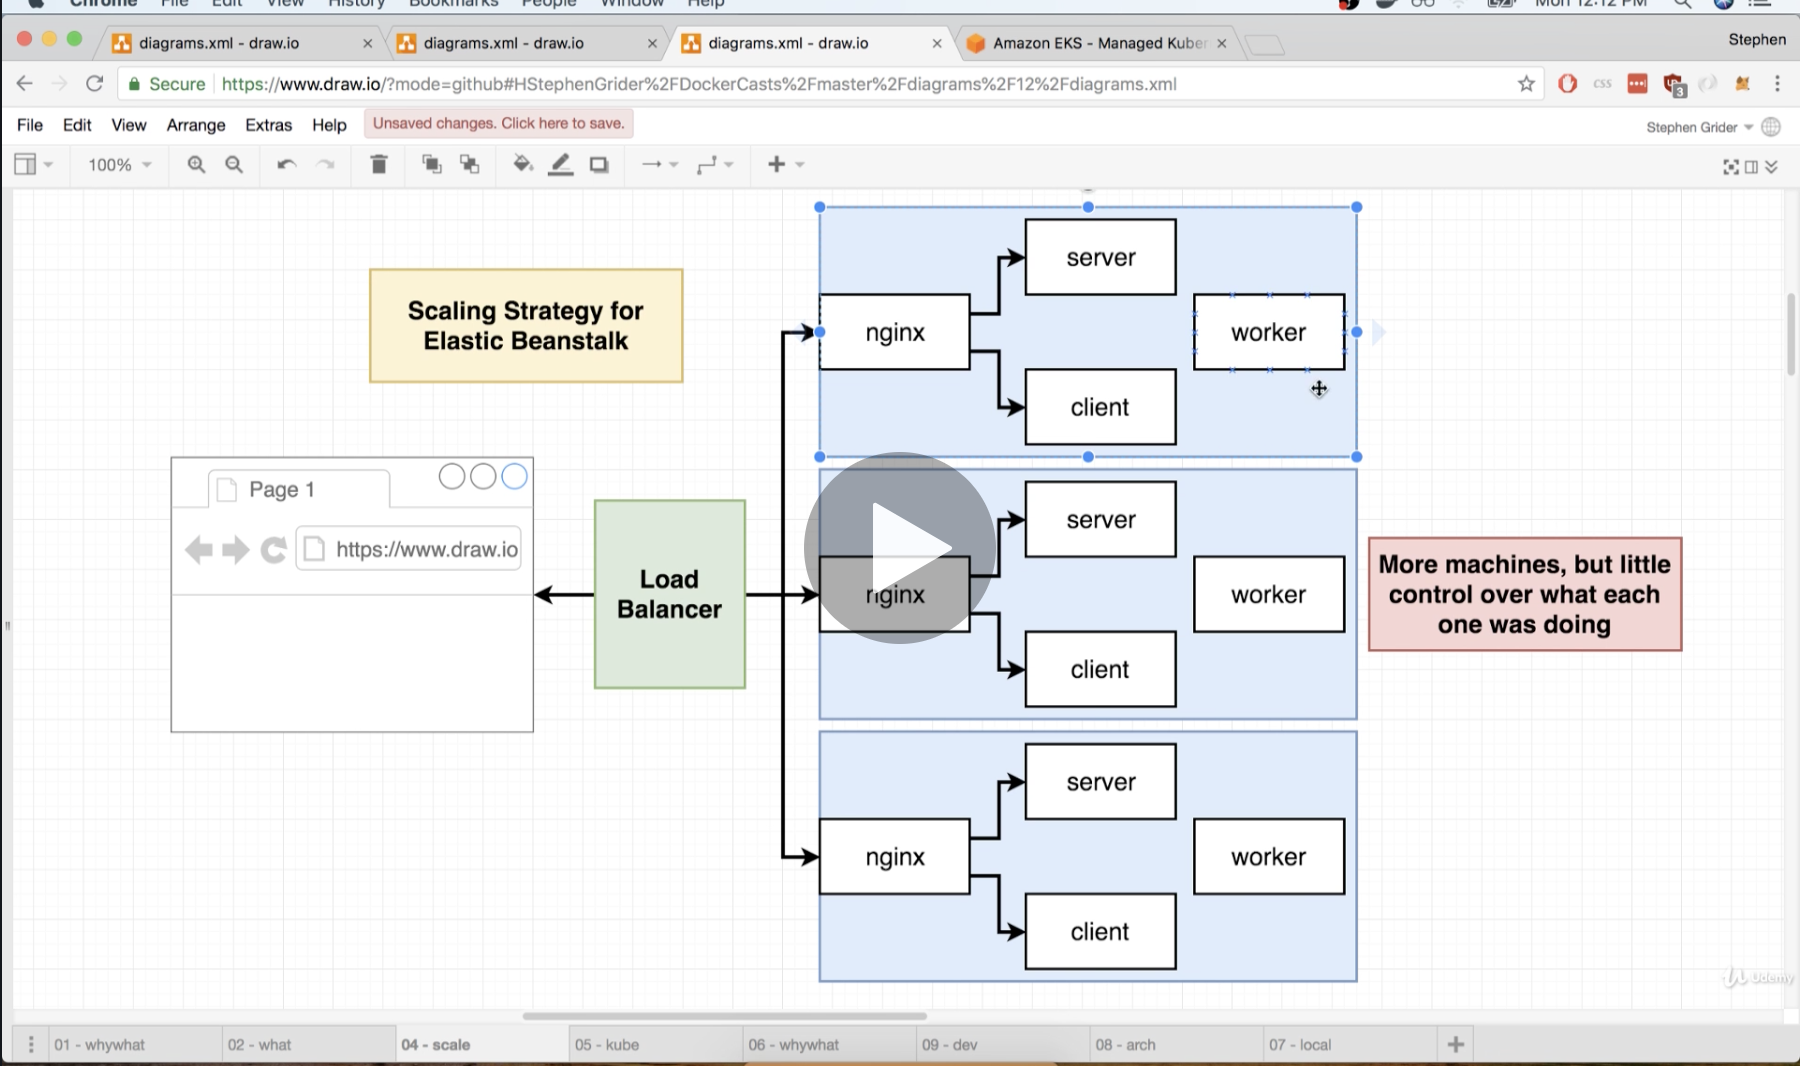 Chrome File Edit View History Bookmarks People Window Help Mon 12:12 PM
diagrams.xml - draw.io
diagrams.xml - draw.io
diagrams.xml - draw.io
Amazon EKS - Managed Kuber
Stephen
Secure https://www.draw.io/?mode=github#HStephenGrider%2FDockerCasts%2Fmaster%2Fdiagrams%2F12%2Fdiagrams.xml
css
3
File Edit View Arrange Extras Help Unsaved changes. Click here to save.
Stephen Grider
100%
Scaling Strategy for
Elastic Beanstalk
Page 1
https://www.draw.io
Load
Balancer
server
nginx
worker
client
server
nginx
worker
client
server
nginx
worker
client
More machines, but little
control over what each
one was doing
Udemy
01 - whywhat
02 - what
04 - scale
05 - kube
06 - whywhat
09 - dev
08 - arch
07 - local